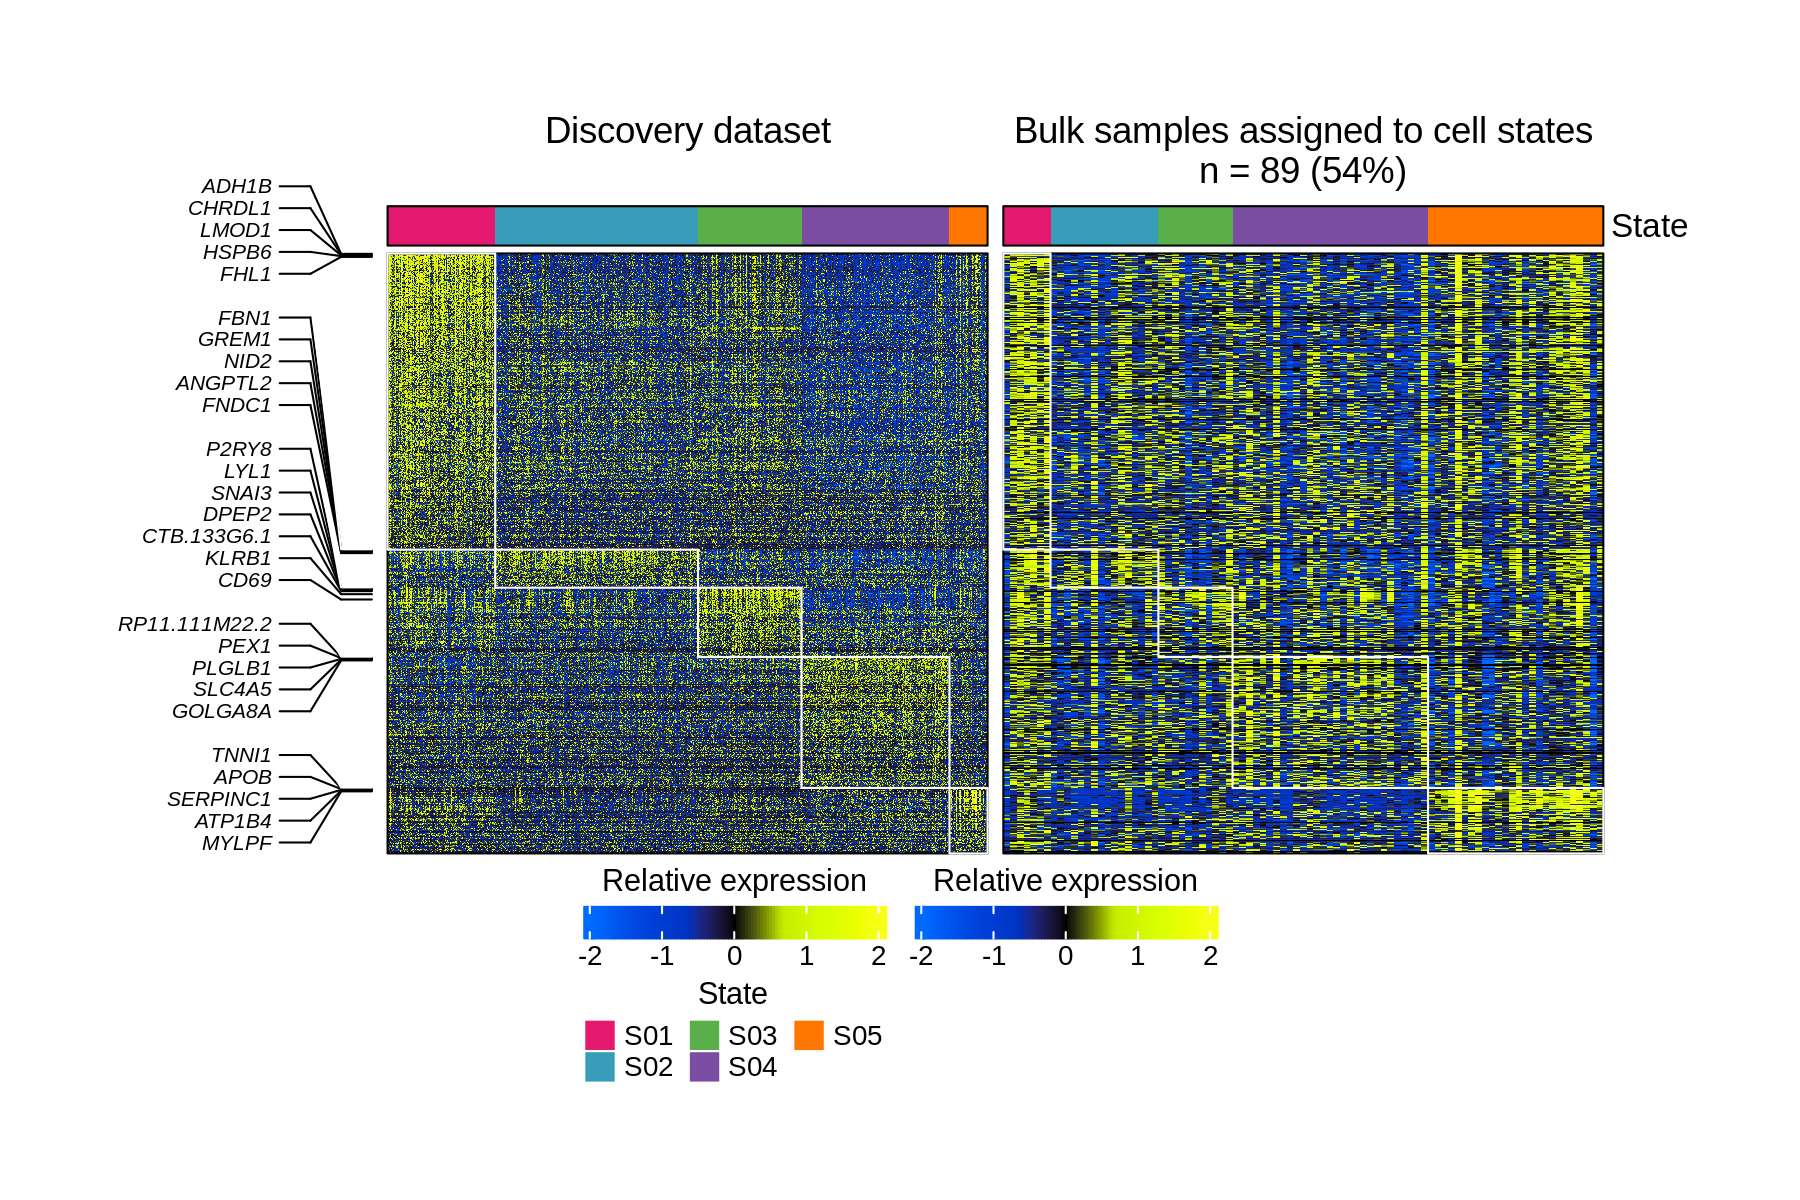 Discovery dataset
Bulk samples assigned to cell states
n = 89 (54%)
State
ADH1B
CHRDL1
LMOD1
HSPB6
FHL1
FBN1
GREM1
NID2
ANGPTL2
FNDC1
P2RY8
LYL1
SNAI3
DPEP2
CTB.133G6.1
KLRB1
CD69
RP11.111M22.2
PEX1
PLGLB1
SLC4A5
GOLGA8A
TNNI1
APOB
SERPINC1
ATP1B4
MYLPF
Relative expression
-2 -1 0 1 2
Relative expression
-2 -1 0 1 2
State
S01 S03 S05
S02 S04